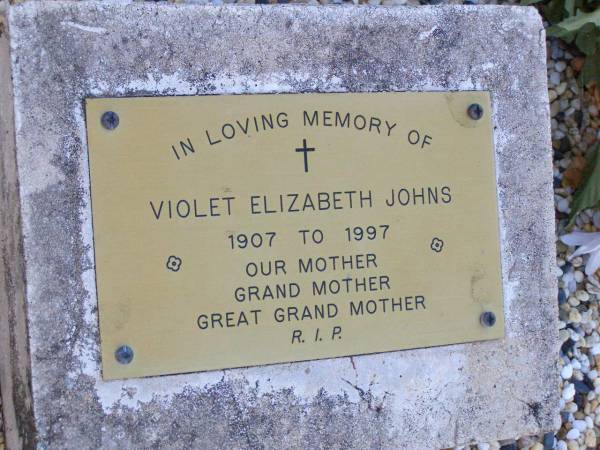 IN LOVING MEMORY OF
VIOLET ELIZABETH JOHNS
1907 TO 1997
OUR MOTHER
GRAND MOTHER
GREAT GRAND MOTHER
R. I. P.